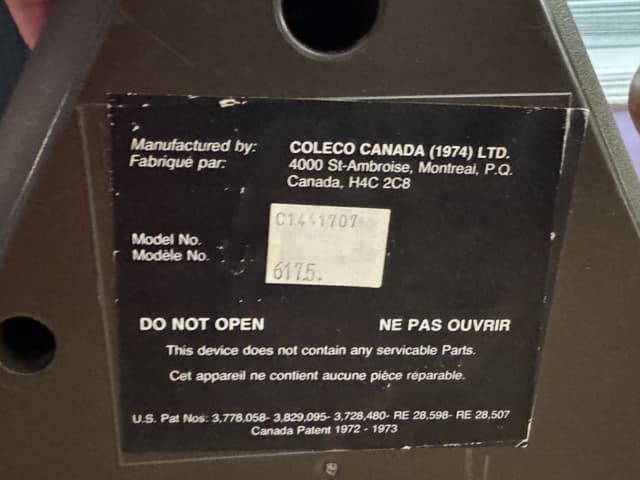 Manufactured by: COLECO CANADA (1974) LTD.
Fabriqué par: 4000 St-Ambroise, Montreal, P.Q.
Canada, H4C 2C8
Model No.
Modèle No.
6175.
DO NOT OPEN NE PAS OUVRIR
This device does not contain any servicable Parts.
Cet appareil ne contient aucune pièce réparable.
U.S. Pat Nos: 3,778,058- 3,829,095- 3,728,480- RE 28,598- RE 28,507
Canada Patent 1972 - 1973